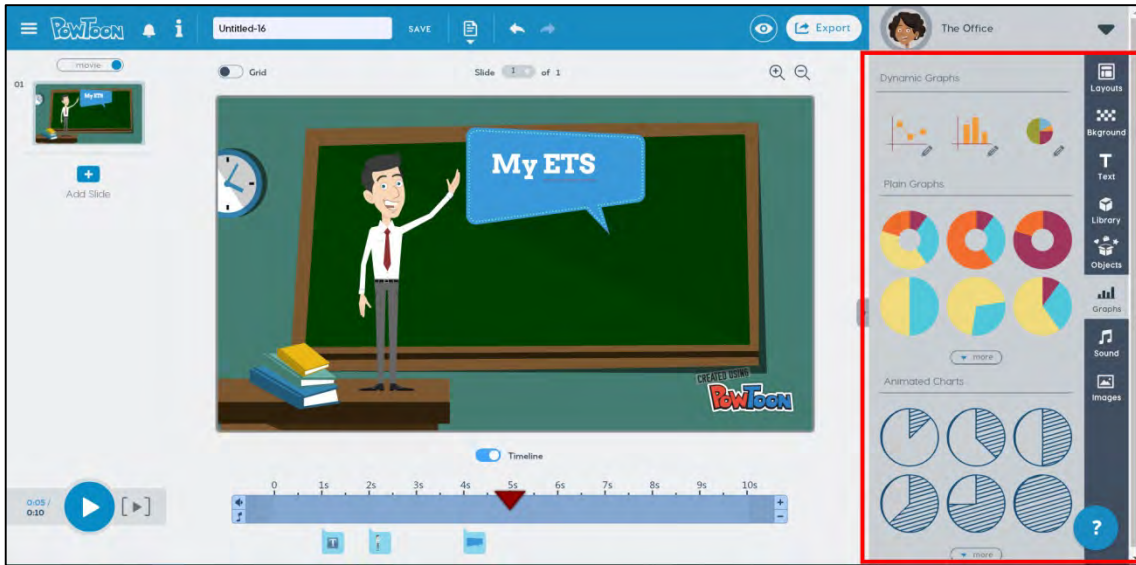 POWTOON
i
Untitled-16
SAVE
Export
The Office
movie
Grid
Slide 1 of 1
01
My ETS
Add Slide
My ETS
CREATED USING
POWTOON
Dynamic Graphs
Plain Graphs
more
Animated Charts
more
Layouts
Bkground
T
Text
Library
Objects
Graphs
Sound
Images
?
Timeline
0 1s 2s 3s 4s 5s 6s 7s 8s 9s 10s
0:05 /
0:10
+
-
T